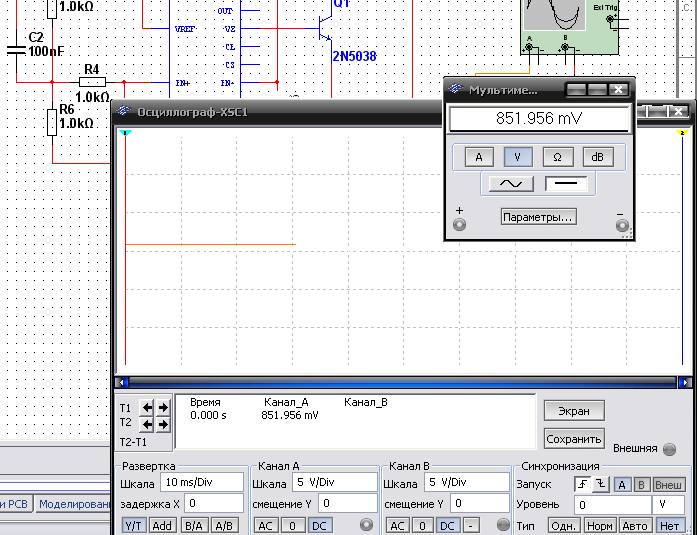 1.0kΩ
C2
100nF
R4
1.0kΩ
R6
1.0kΩ
OUT
VREF
VZ
CL
CS
IN+
IN-
Q1
2N5038
Ext Trig
A
B
Мультиме...
851.956 mV
A
V
Ω
dB
+
Параметры...
-
Осциллограф-XSC1
1
2
T1
T2
T2-T1
Время
Канал_A
Канал_B
0.000 s
851.956 mV
Экран
Сохранить
Внешняя
Развертка
Шкала
10 ms/Div
задержка X
0
Y/T
Add
B/A
A/B
Канал A
Шкала
5 V/Div
смещение Y
0
AC
0
DC
Канал B
Шкала
5 V/Div
смещение Y
0
AC
0
DC
-
Синхронизация
Запуск
A
B
Внеш
Уровень
0
V
Тип
Одн.
Норм
Авто
Нет
и PCB
Моделирован